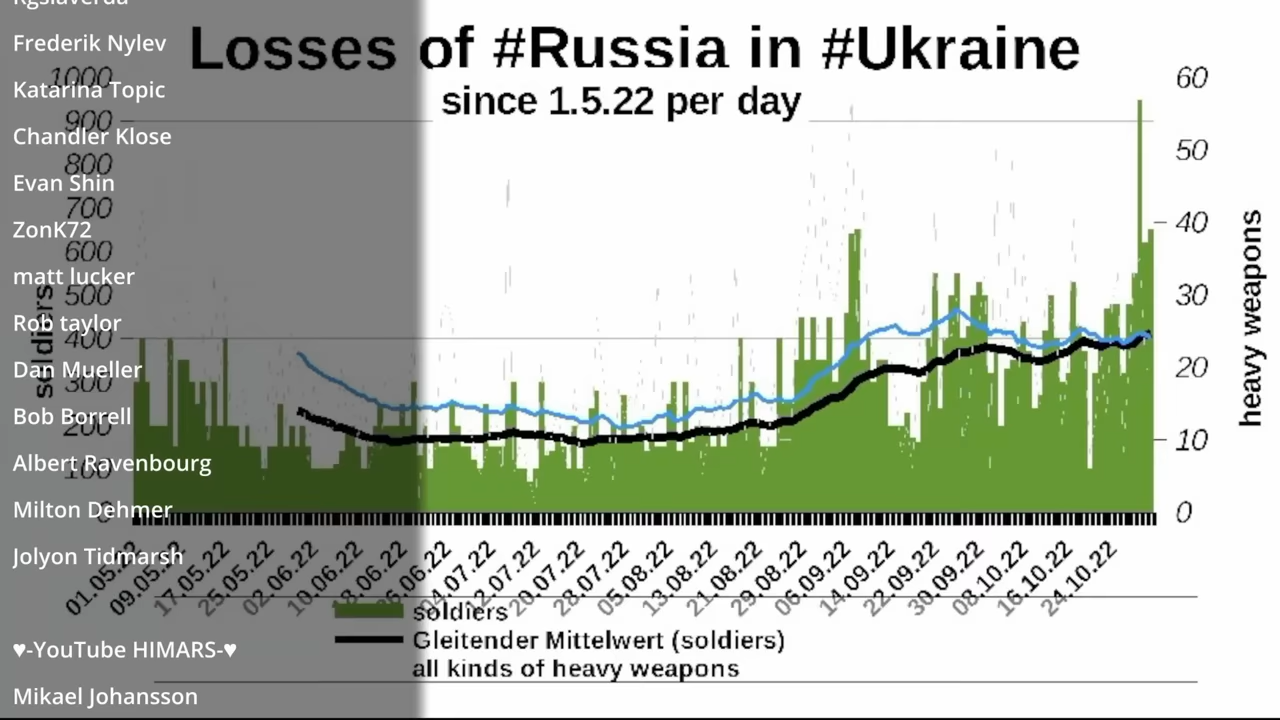 Frederik Nylev
Katarina Topic
Chandler Klose
Evan Shin
ZonK72
matt lucker
Rob taylor
Dan Mueller
Bob Borrell
Albert Ravenbourg
Milton Dehmer
Jolyon Tidmarsh
♥-YouTube HIMARS-♥
Mikael Johansson
Losses of #Russia in #Ukraine
since 1.5.22 per day
1000
900
800
700
600
500
400
300
200
100
0
soldiers
60
50
40
30
20
10
0
heavy weapons
01.05.22
09.05.22
17.05.22
25.05.22
02.06.22
10.06.22
18.06.22
26.06.22
04.07.22
12.07.22
20.07.22
28.07.22
05.08.22
13.08.22
21.08.22
29.08.22
06.09.22
14.09.22
22.09.22
30.09.22
08.10.22
16.10.22
24.10.22
soldiers
Gleitender Mittelwert (soldiers)
all kinds of heavy weapons